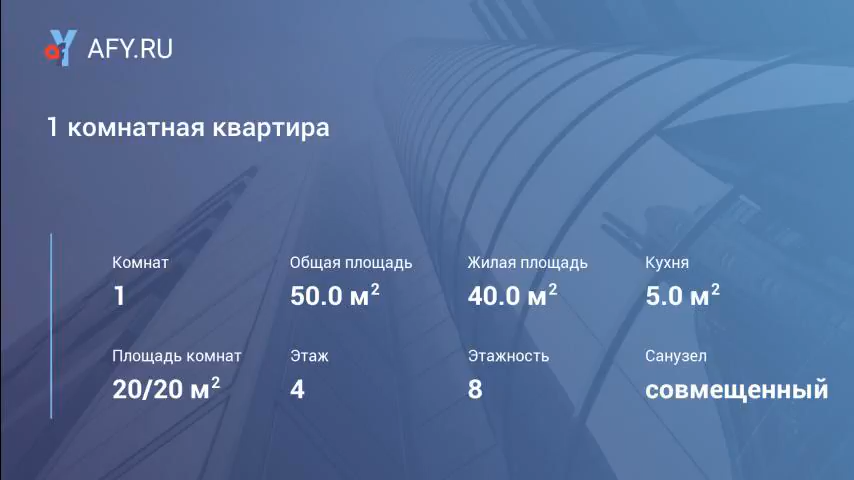 AFY.RU
1 комнатная квартира
Комнат
1
Общая площадь
50.0 м²
Жилая площадь
40.0 м²
Кухня
5.0 м²
Площадь комнат
20/20 м²
Этаж
4
Этажность
8
Санузел
совмещенный